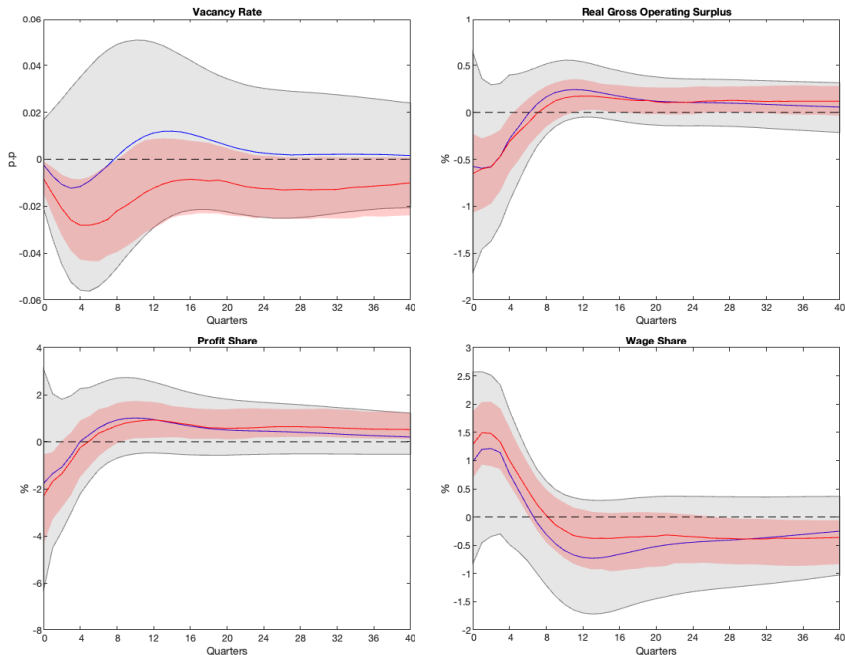 Vacancy Rate
0.06
0.04
0.02
0
-0.02
-0.04
-0.06
p.p
0 4 8 12 16 20 24 28 32 36 40
Quarters
Real Gross Operating Surplus
1
0.5
0
-0.5
-1
-1.5
-2
%
0 4 8 12 16 20 24 28 32 36 40
Quarters
Profit Share
4
2
0
-2
-4
-6
-8
%
0 4 8 12 16 20 24 28 32 36 40
Quarters
Wage Share
3
2.5
2
1.5
1
0.5
0
-0.5
-1
-1.5
-2
%
0 4 8 12 16 20 24 28 32 36 40
Quarters